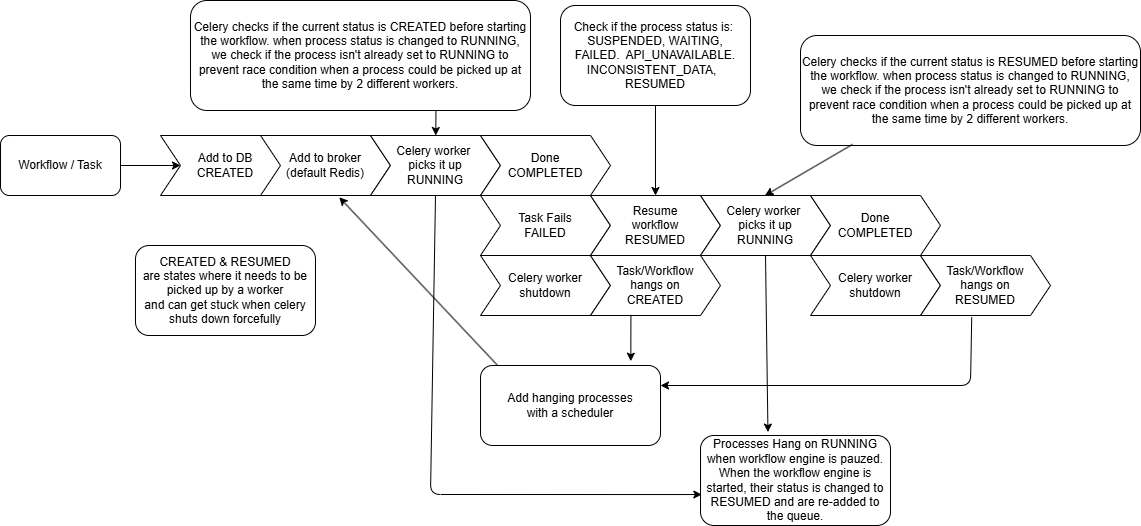 Celery checks if the current status is CREATED before starting
the workflow. when process status is changed to RUNNING,
we check if the process isn't already set to RUNNING to
prevent race condition when a process could be picked up at
the same time by 2 different workers.
Check if the process status is:
SUSPENDED, WAITING,
FAILED. API_UNAVAILABLE.
INCONSISTENT_DATA,
RESUMED
Celery checks if the current status is RESUMED before starting
the workflow. when process status is changed to RUNNING,
we check if the process isn't already set to RUNNING to
prevent race condition when a process could be picked up at
the same time by 2 different workers.
Workflow / Task
Add to DB
CREATED
Add to broker
(default Redis)
Celery worker
picks it up
RUNNING
Done
COMPLETED
Task Fails
FAILED
Resume
workflow
RESUMED
Celery worker
picks it up
RUNNING
Done
COMPLETED
CREATED & RESUMED
are states where it needs to be
picked up by a worker
and can get stuck when celery
shuts down forcefully
Celery worker
shutdown
Task/Workflow
hangs on
CREATED
Celery worker
shutdown
Task/Workflow
hangs on
RESUMED
Add hanging processes
with a scheduler
Processes Hang on RUNNING
when workflow engine is pauzed.
When the workflow engine is
started, their status is changed to
RESUMED and are re-added to
the queue.